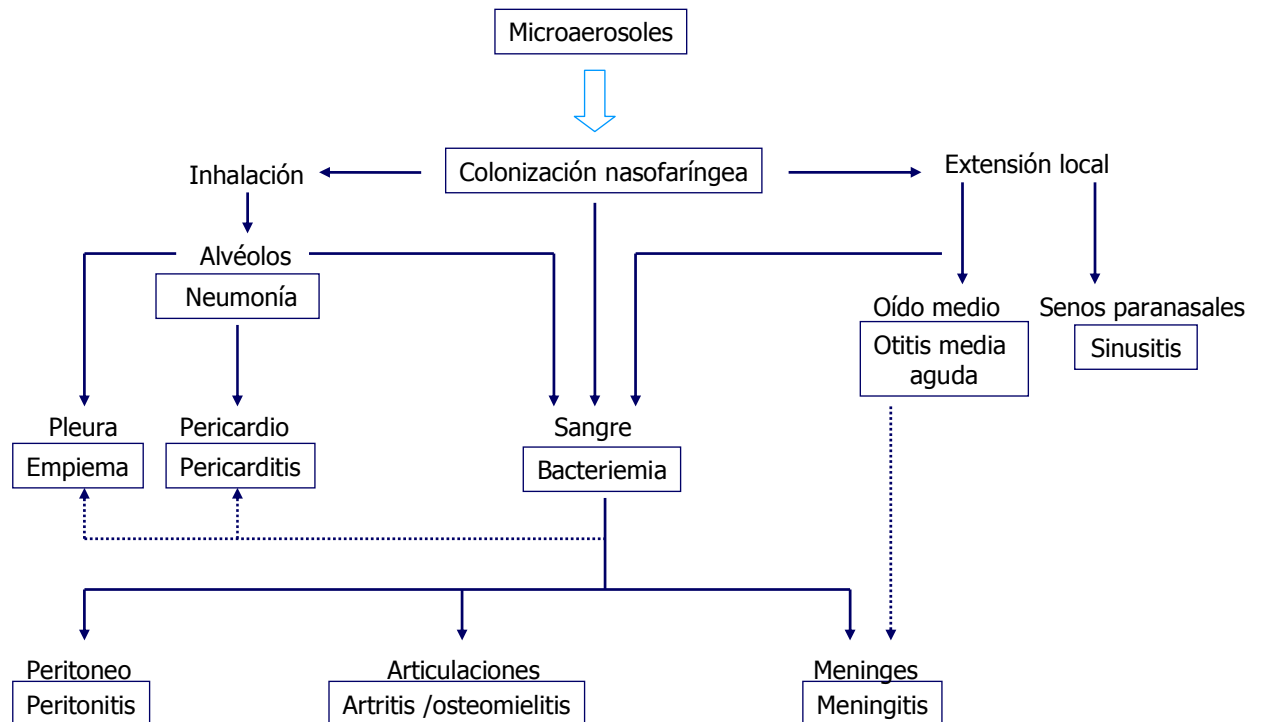 Microaerosoles
Inhalación
Colonización nasofaríngea
Extensión local
Alvéolos
Neumonía
Oído medio
Otitis media
aguda
Senos paranasales
Sinusitis
Pleura
Empiema
Pericardio
Pericarditis
Sangre
Bacteriemia
Peritoneo
Peritonitis
Articulaciones
Artritis /osteomielitis
Meninges
Meningitis